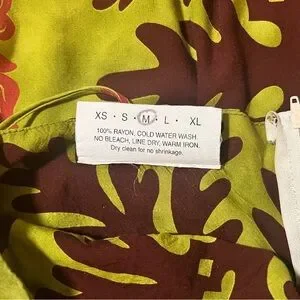 XS · S · M · L · XL
100% RAYON, COLD WATER WASH.
NO BLEACH, LINE DRY, WARM IRON.
Dry clean for no shrinkage.